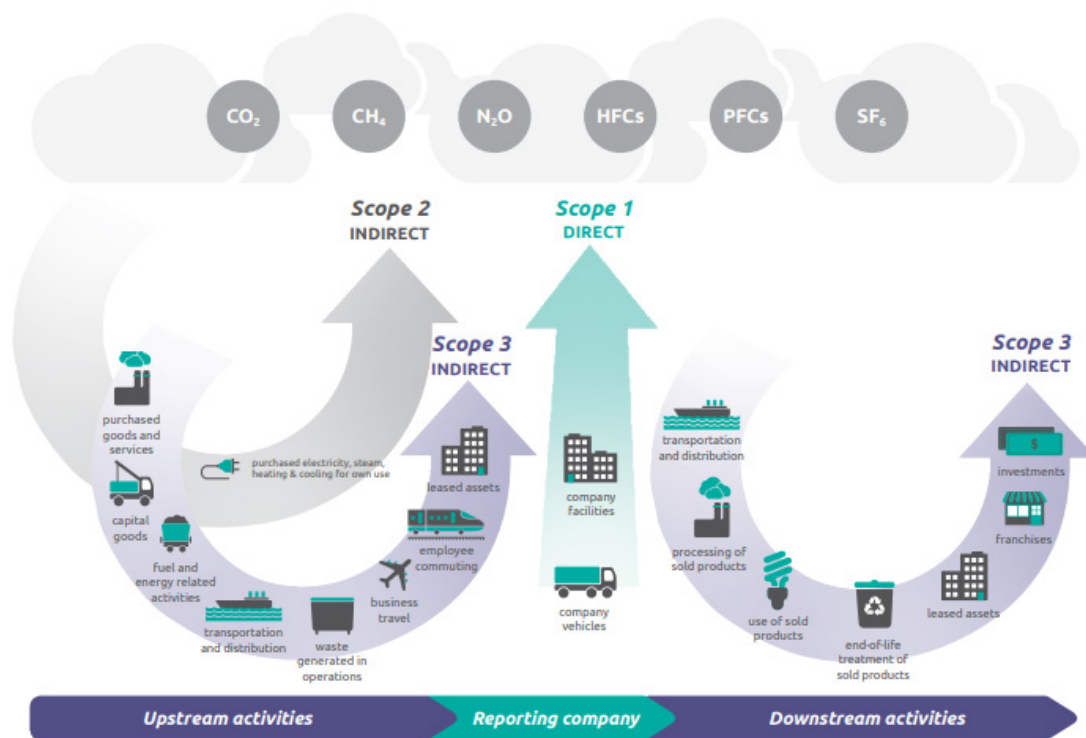 CO₂
CH₄
N₂O
HFCs
PFCs
SF₆
Scope 2
INDIRECT
Scope 1
DIRECT
Scope 3
INDIRECT
Scope 3
INDIRECT
purchased
goods and
services
capital
goods
fuel and
energy related
activities
purchased electricity, steam,
heating & cooling for own use
transportation
and distribution
waste
generated in
operations
business
travel
employee
commuting
leased assets
company
facilities
company
vehicles
transportation
and distribution
processing of
sold products
use of sold
products
end-of-life
treatment of
sold products
leased assets
franchises
$
investments
Upstream activities
Reporting company
Downstream activities